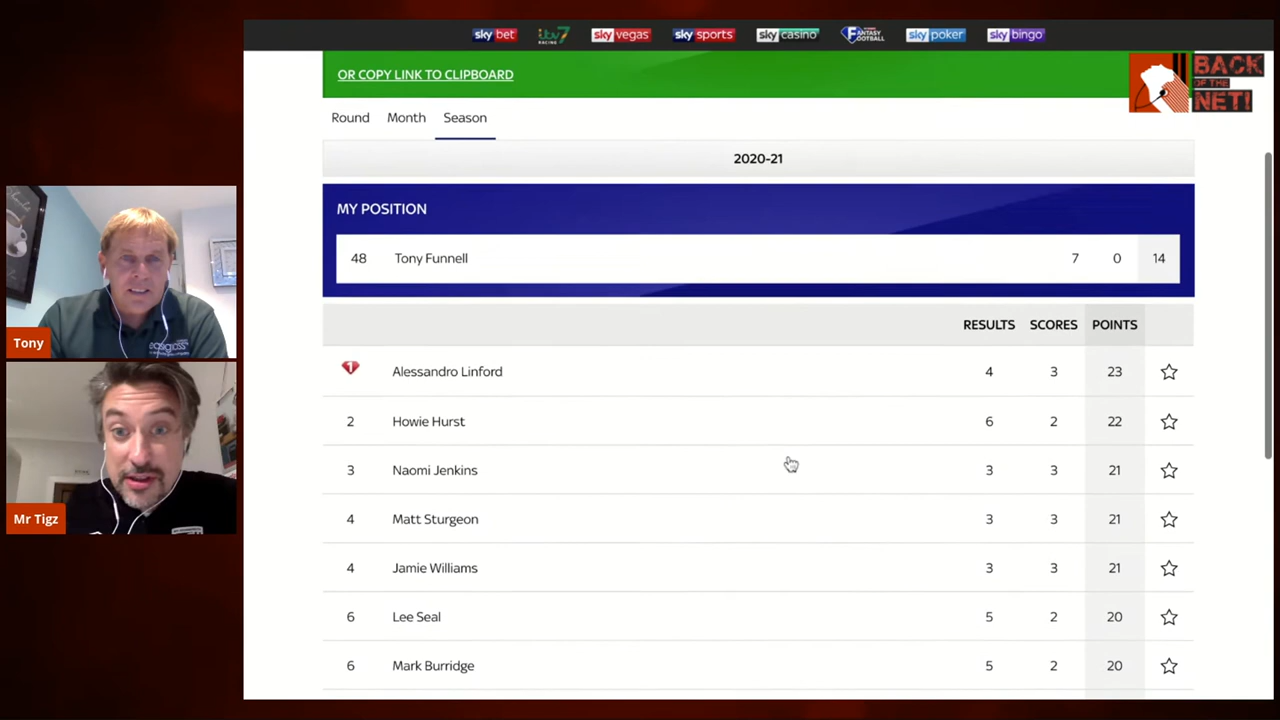 sky bet itv7 RACING sky vegas sky sports sky casino FANTASY FOOTBALL sky poker sky bingo
OR COPY LINK TO CLIPBOARD
BACK
OF THE
NET!
Round Month Season
2020-21
MY POSITION
48 Tony Funnell 7 0 14
RESULTS SCORES POINTS
1 Alessandro Linford 4 3 23
2 Howie Hurst 6 2 22
3 Naomi Jenkins 3 3 21
4 Matt Sturgeon 3 3 21
4 Jamie Williams 3 3 21
6 Lee Seal 5 2 20
6 Mark Burridge 5 2 20
easiglass
Tony
Mr Tigz